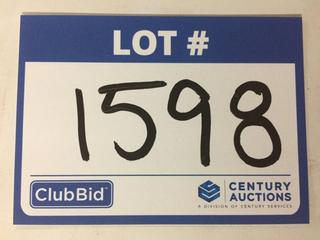 LOT #
1598
ClubBid
CENTURY
AUCTIONS
A DIVISION OF CENTURY SERVICES